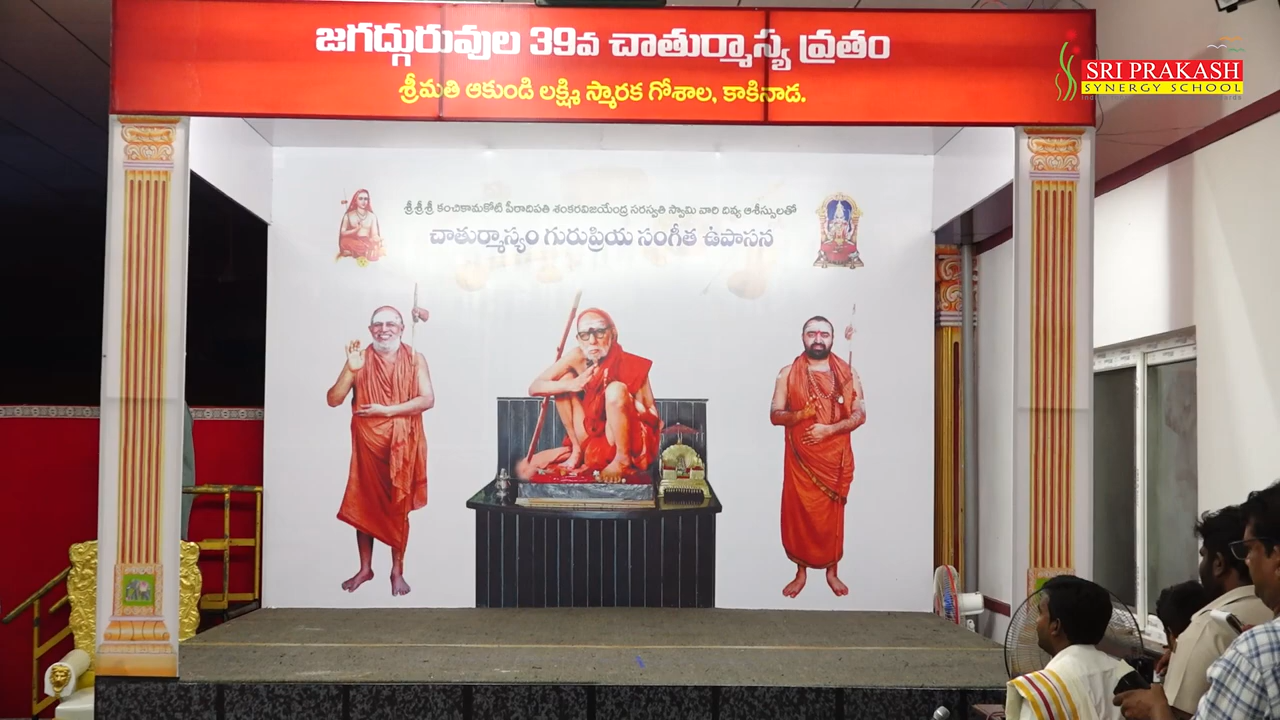 జగద్గురువుల 39వ చాతుర్మాస్య వ్రతం
శ్రీమతి ఆకుండి లక్ష్మి స్మారక గోశాల, కాకినాడ.
SRI PRAKASH
SYNERGY SCHOOL
శ్రీ శ్రీ శ్రీ కంచికామకోటి పీఠాదిపతి శంకరవిజయేంద్ర సరస్వతి స్వామి వారి దివ్య ఆశీస్సులతో
చాతుర్మాస్యం గురుప్రియ సంగీత ఉపాసన